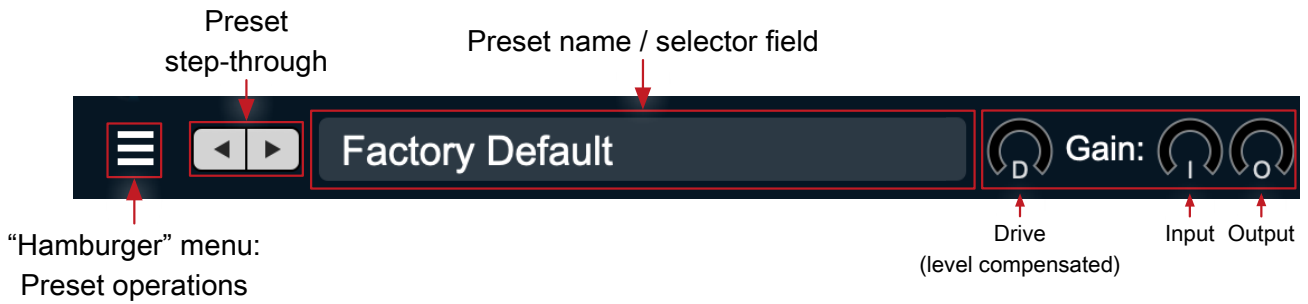 Preset
step-through
Preset name / selector field
Factory Default
D
Gain:
I
O
“Hamburger” menu:
Preset operations
Drive
(level compensated)
Input
Output